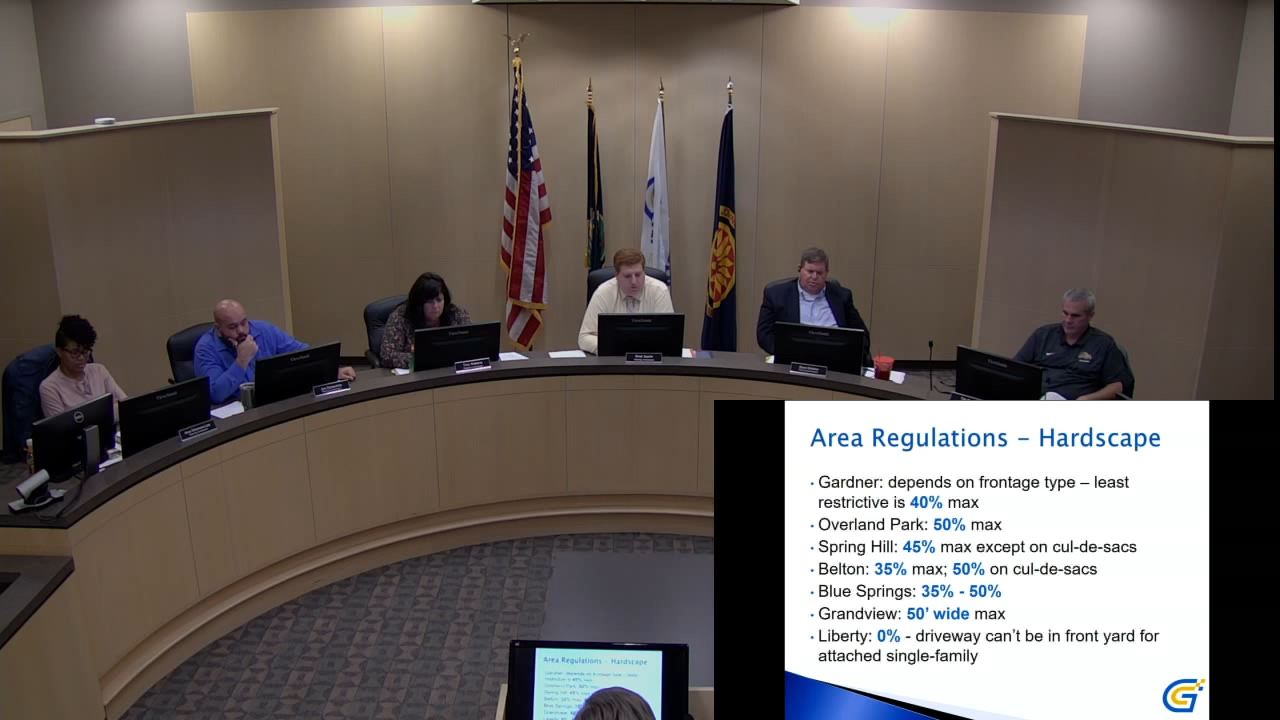 Area Regulations – Hardscape
· Gardner: depends on frontage type – least
restrictive is 40% max
· Overland Park: 50% max
· Spring Hill: 45% max except on cul-de-sacs
· Belton: 35% max; 50% on cul-de-sacs
· Blue Springs: 35% - 50%
· Grandview: 50’ wide max
· Liberty: 0% - driveway can’t be in front yard for
attached single-family
G
Area Regulations – Hardscape